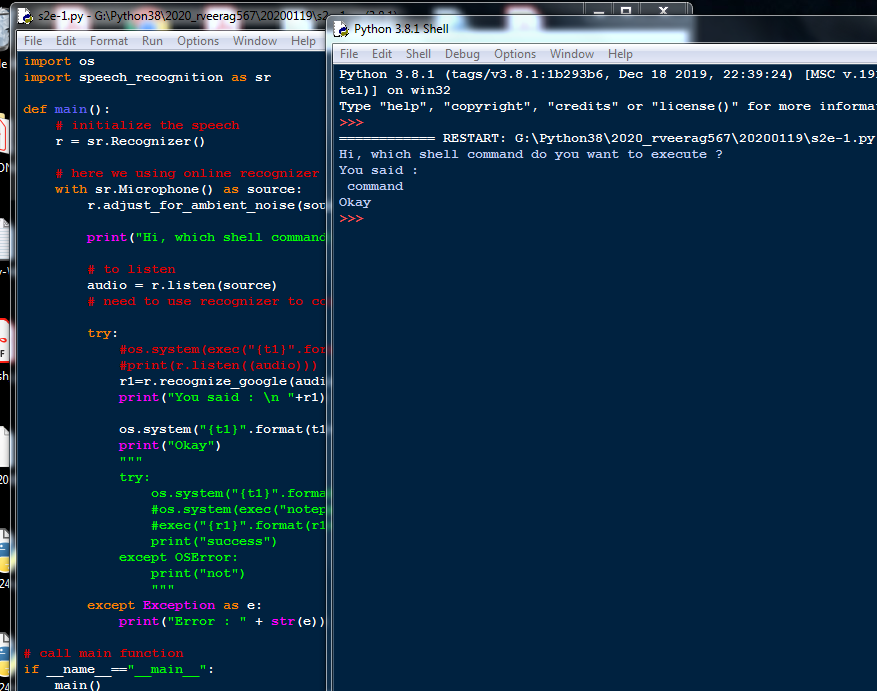 s2e-1.py - G:\Python38\2020_rveerag567\20200119\s2e-1.py (3.8.1)
File Edit Format Run Options Window Help
import os
import speech_recognition as sr
def main():
# initialize the speech
r = sr.Recognizer()
# here we using online recognizer
with sr.Microphone() as source:
r.adjust_for_ambient_noise(sou
print("Hi, which shell command
# to listen
audio = r.listen(source)
# need to use recognizer to co
try:
#os.system(exec("{t1}".for
#print(r.listen((audio)))
r1=r.recognize_google(audi
print("You said : \n "+r1)
os.system("{t1}".format(t1
print("Okay")
"""
try:
os.system("{t1}".forma
#os.system(exec("notep
#exec("{r1}".format(r1
print("success")
except OSError:
print("not")
"""
except Exception as e:
print("Error : " + str(e))
# call main function
if __name__=="__main__":
main()
Python 3.8.1 Shell
File Edit Shell Debug Options Window Help
Python 3.8.1 (tags/v3.8.1:1b293b6, Dec 18 2019, 22:39:24) [MSC v.19
tel)] on win32
Type "help", "copyright", "credits" or "license()" for more informa
>>>
============ RESTART: G:\Python38\2020_rveerag567\20200119\s2e-1.py
Hi, which shell command do you want to execute ?
You said :
command
Okay
>>>